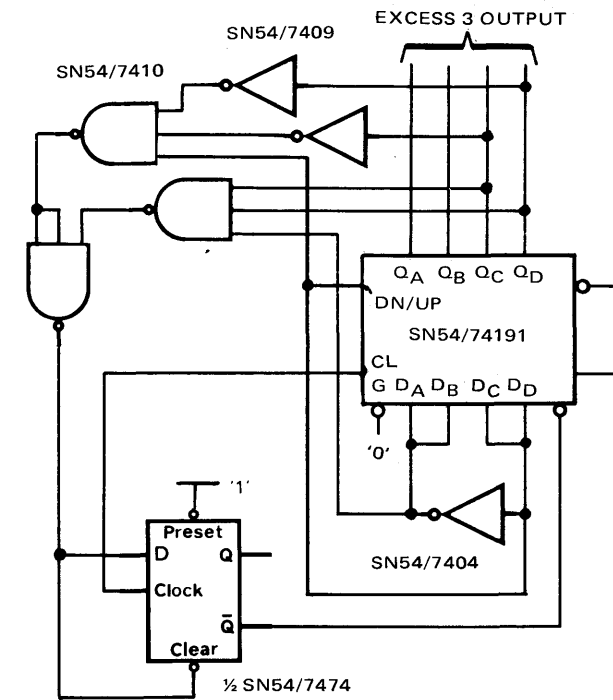 EXCESS 3 OUTPUT
SN54/7409
SN54/7410
QA QB QC QD
DN/UP
SN54/74191
CL
G DA DB DC DD
'0'
'1'
Preset
SN54/7404
D Q
Clock
Q̅
Clear
½ SN54/7474